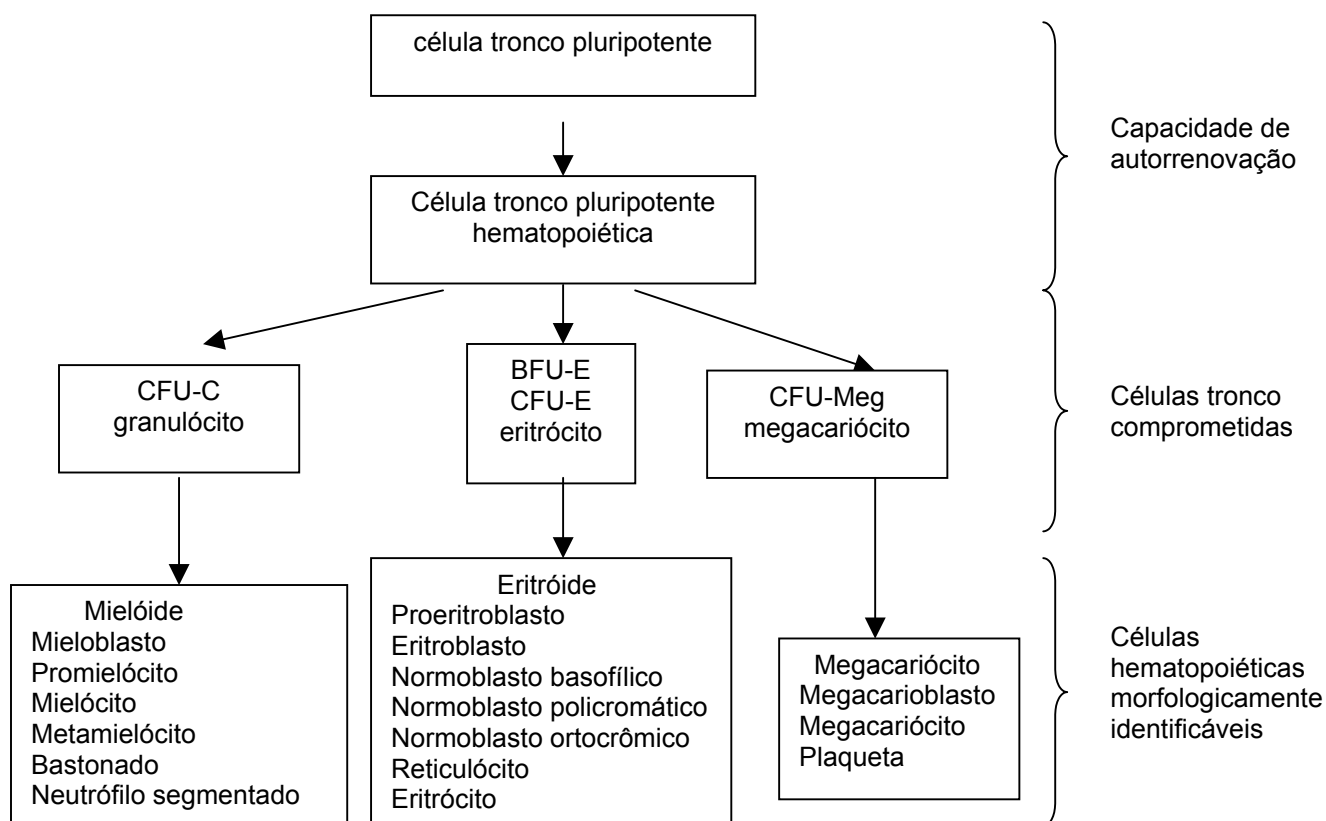 célula tronco pluripotente
Capacidade de
autorrenovação
Célula tronco pluripotente
hematopoiética
CFU-C
granulócito
BFU-E
CFU-E
eritrócito
CFU-Meg
megacariócito
Células tronco
comprometidas
Mielóide
Mieloblasto
Promielócito
Mielócito
Metamielócito
Bastonado
Neutrófilo segmentado
Eritróide
Proeritroblasto
Eritroblasto
Normoblasto basofílico
Normoblasto policromático
Normoblasto ortocrômico
Reticulócito
Eritrócito
Megacariócito
Megacarioblasto
Megacariócito
Plaqueta
Células
hematopoiéticas
morfologicamente
identificáveis